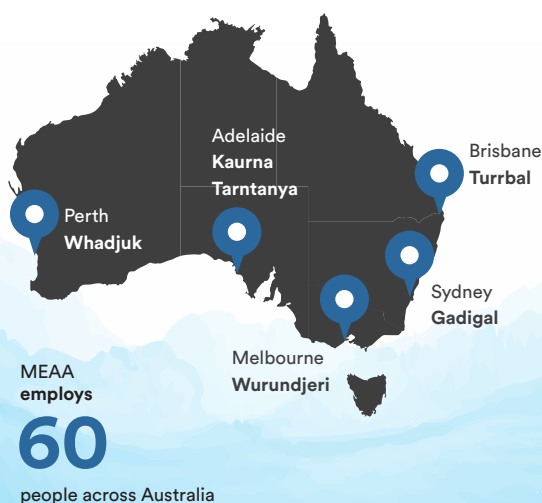 Adelaide
Kaurna
Tarntanya
Brisbane
Turrbal
Perth
Whadjuk
Sydney
Gadigal
Melbourne
Wurundjeri
MEAA
employs
60
people across Australia